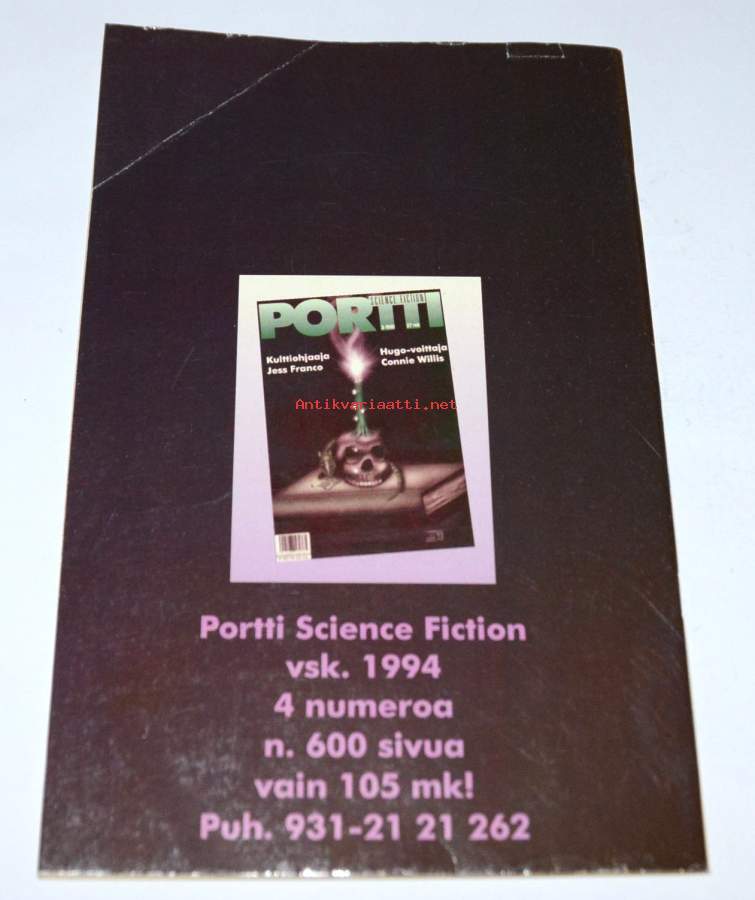 SCIENCE FICTION
PORTTI
Kulttiohjaaja
Jess Franco
Hugo-voittaja
Connie Willis
Antikvariaatti.net
Portti Science Fiction
vsk. 1994
4 numeroa
n. 600 sivua
vain 105 mk!
Puh. 931-21 21 262